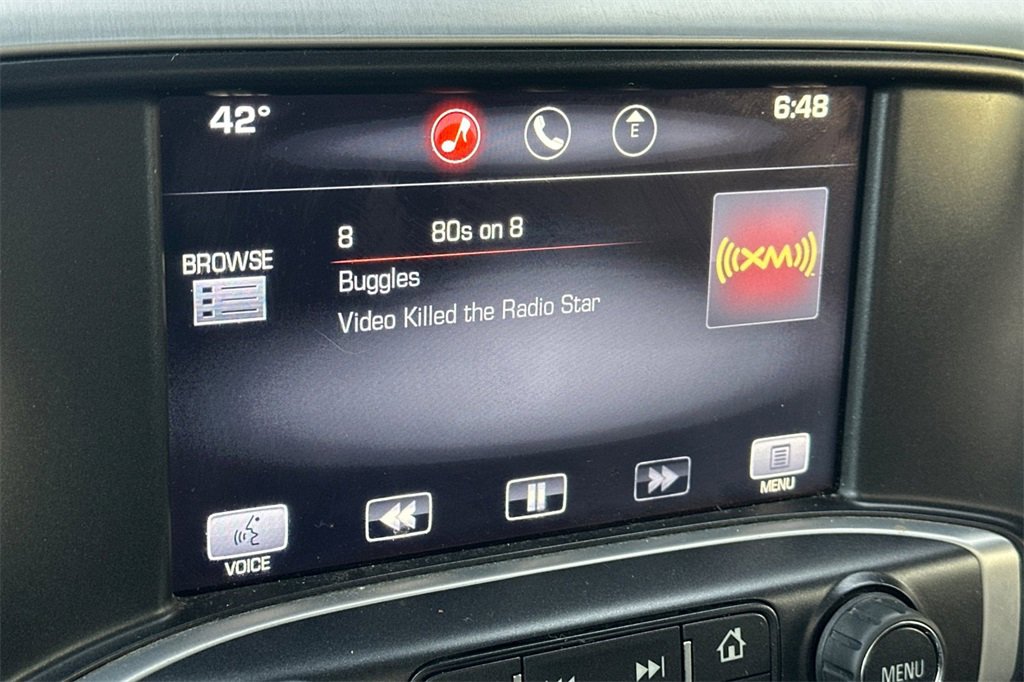 42°
6:48
E
8 80s on 8
BROWSE
Buggles
Video Killed the Radio Star
((XM))
VOICE
MENU
MENU